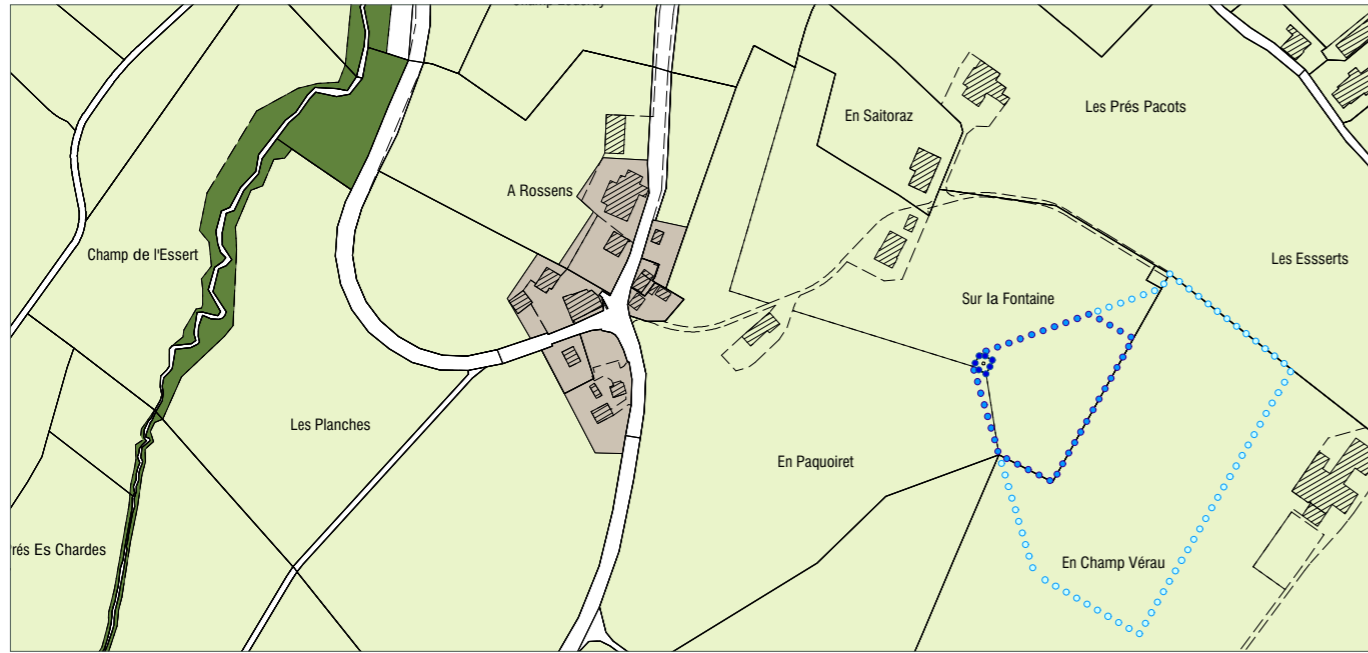 En Saitoraz
Les Prés Pacots
A Rossens
Champ de l'Essert
Les Essserts
Sur la Fontaine
Les Planches
En Paquoiret
rés Es Chardes
En Champ Vérau